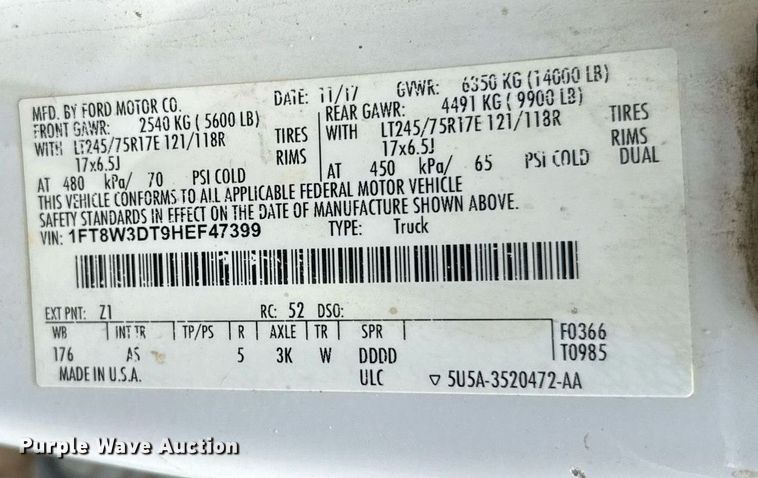 MFD. BY FORD MOTOR CO. DATE: 11/17 GVWR: 6350 KG (14000 LB)
FRONT GAWR: 2540 KG (5600 LB) REAR GAWR: 4491 KG (9900 LB)
WITH LT245/75R17E 121/118R TIRES WITH LT245/75R17E 121/118R TIRES
17x6.5J RIMS 17x6.5J RIMS
AT 480 kPa/ 70 PSI COLD AT 450 kPa/ 65 PSI COLD DUAL
THIS VEHICLE CONFORMS TO ALL APPLICABLE FEDERAL MOTOR VEHICLE
SAFETY STANDARDS IN EFFECT ON THE DATE OF MANUFACTURE SHOWN ABOVE.
VIN: 1FT8W3DT9HEF47399 TYPE: Truck
EXT PNT: Z1 RC: 52 DSO:
WB INT TR TP/PS R AXLE TR SPR F0366
176 AS 5 3K W DDDD T0985
MADE IN U.S.A. ULC ▽ 5U5A-3520472-AA
Purple Wave Auction